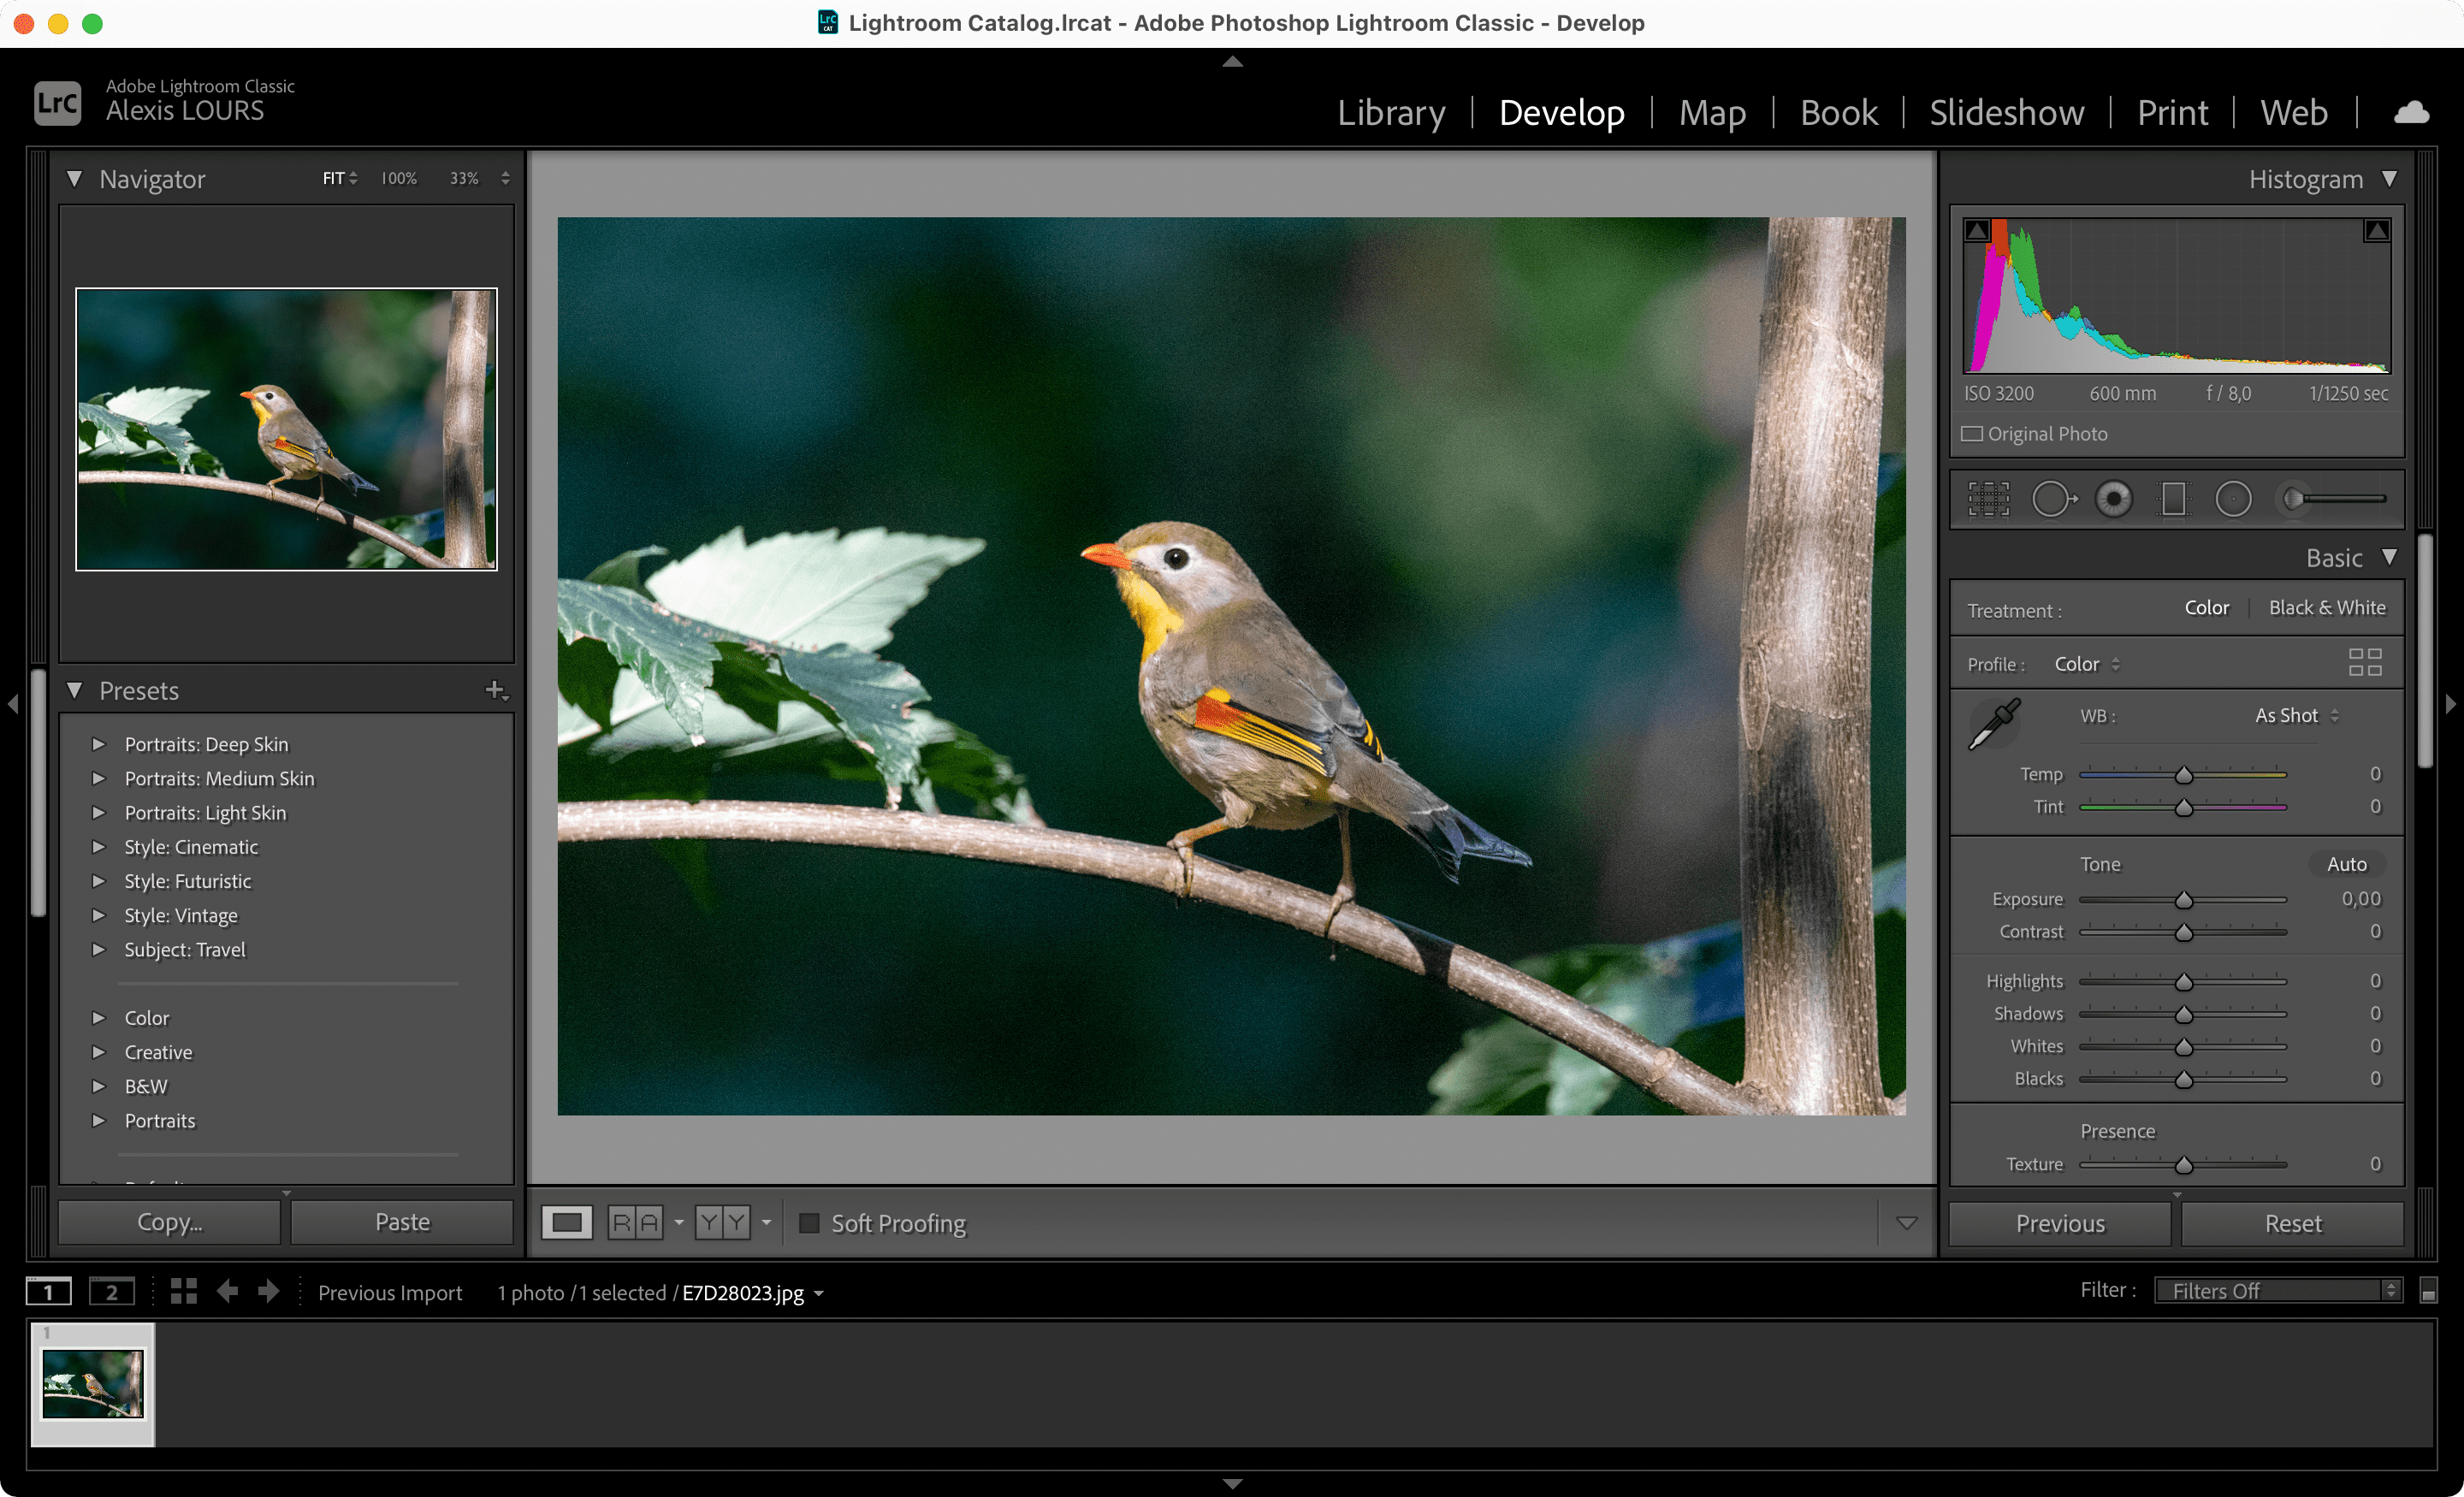 Lightroom Catalog.lrcat - Adobe Photoshop Lightroom Classic - Develop
LrC
Adobe Lightroom Classic
Alexis LOURS
Library | Develop | Map | Book | Slideshow | Print | Web
Navigator FIT 100% 33%
Presets
Portraits: Deep Skin
Portraits: Medium Skin
Portraits: Light Skin
Style: Cinematic
Style: Futuristic
Style: Vintage
Subject: Travel
Color
Creative
B&W
Portraits
Copy... Paste
R A Y Y Soft Proofing
Histogram
ISO 3200 600 mm f / 8,0 1/1250 sec
Original Photo
Basic
Treatment : Color Black & White
Profile : Color
WB : As Shot
Temp 0
Tint 0
Tone Auto
Exposure 0,00
Contrast 0
Highlights 0
Shadows 0
Whites 0
Blacks 0
Presence
Texture 0
Previous Reset
1 2 Previous Import 1 photo / 1 selected / E7D28023.jpg
Filter : Filters Off
1